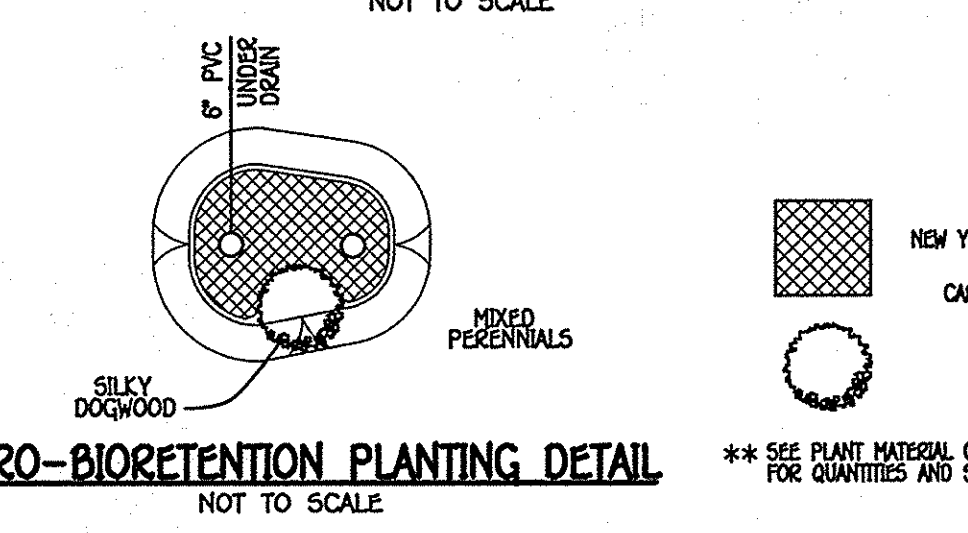 NOT TO SCALE
6" PVC
UNDER
DRAIN
NEW
MIXED
PERENNIALS
SILKY
DOGWOOD
RO-BIORETENTION PLANTING DETAIL
NOT TO SCALE
** SEE PLANT MATERIAL
FOR QUANTITIES AND